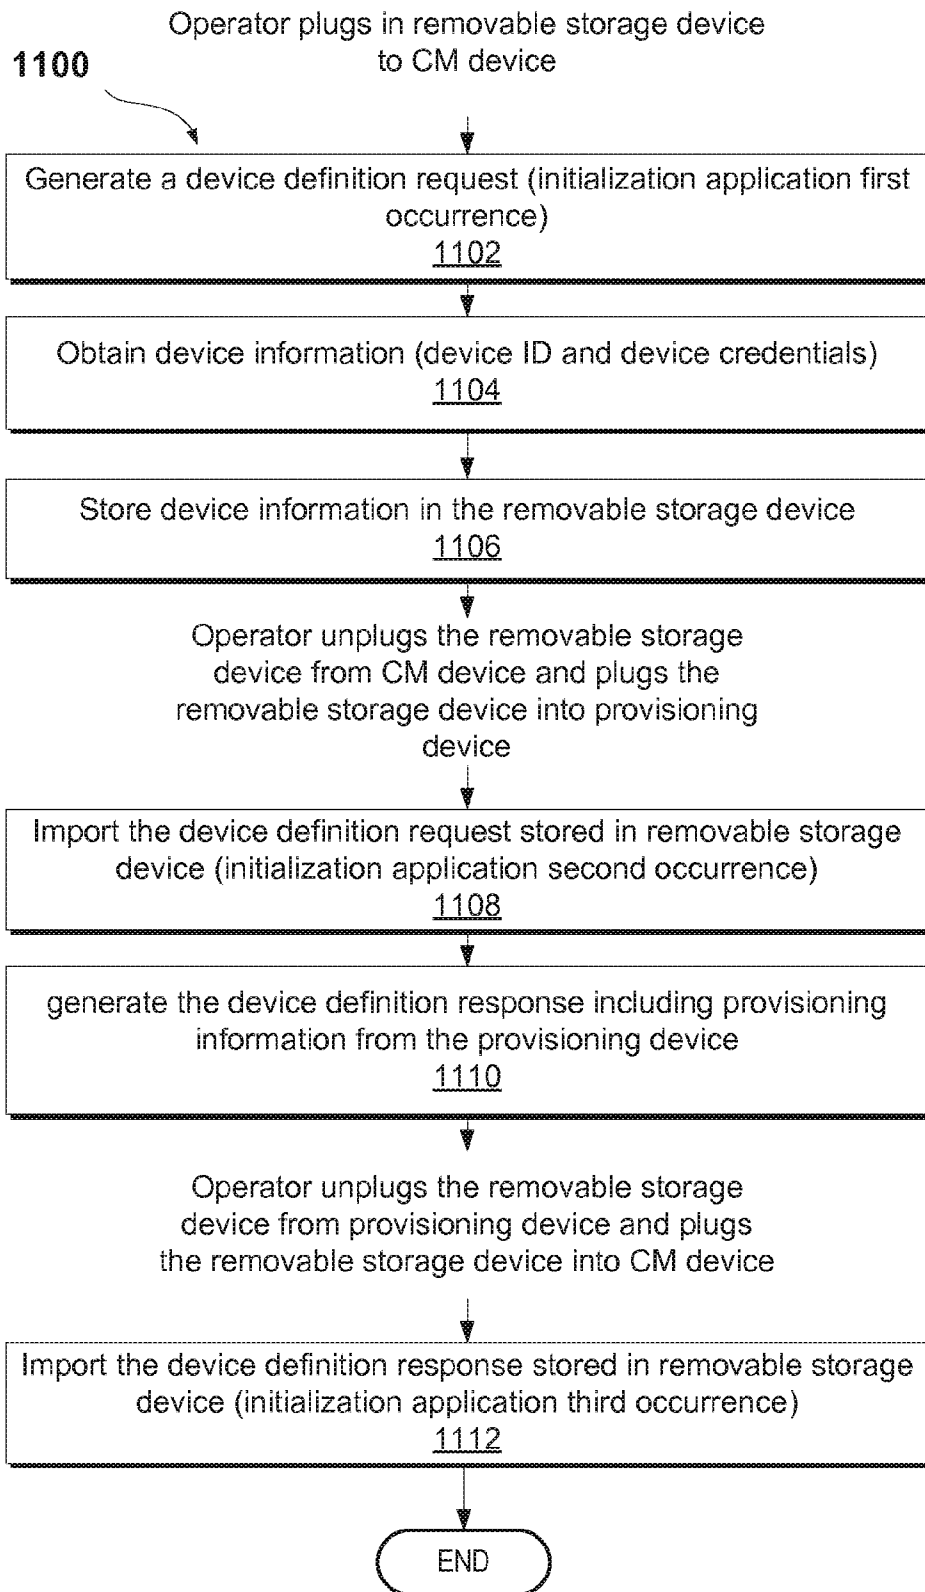 Operator plugs in removable storage device
to CM device
1100
Generate a device definition request (initialization application first
occurrence)
1102
Obtain device information (device ID and device credentials)
1104
Store device information in the removable storage device
1106
Operator unplugs the removable storage
device from CM device and plugs the
removable storage device into provisioning
device
Import the device definition request stored in removable storage
device (initialization application second occurrence)
1108
generate the device definition response including provisioning
information from the provisioning device
1110
Operator unplugs the removable storage
device from provisioning device and plugs
the removable storage device into CM device
Import the device definition response stored in removable storage
device (initialization application third occurrence)
1112
END